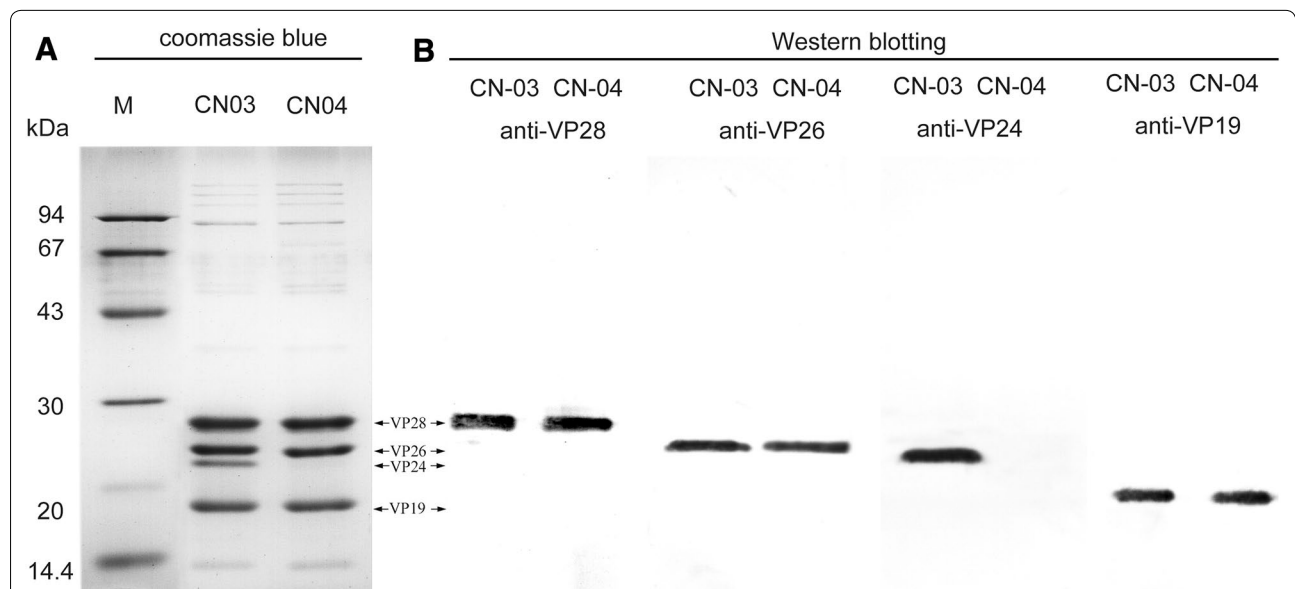 A
coomassie blue
M CN03 CN04
kDa
94
67
43
30
20
14.4
VP28
VP26
VP24
VP19
B
Western blotting
CN-03 CN-04 CN-03 CN-04 CN-03 CN-04 CN-03 CN-04
anti-VP28 anti-VP26 anti-VP24 anti-VP19